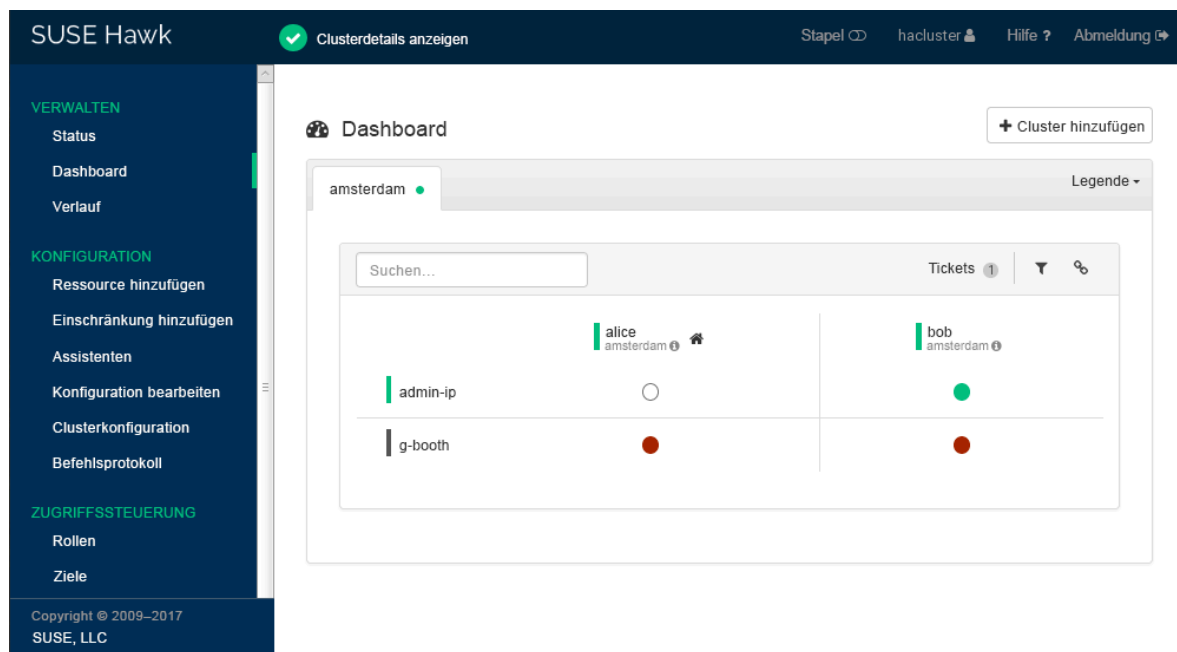 SUSE Hawk
Clusterdetails anzeigen
Stapel
hacluster
Hilfe ?
Abmeldung
VERWALTEN
Status
Dashboard
Verlauf
KONFIGURATION
Ressource hinzufügen
Einschränkung hinzufügen
Assistenten
Konfiguration bearbeiten
Clusterkonfiguration
Befehlsprotokoll
ZUGRIFFSSTEUERUNG
Rollen
Ziele
Copyright © 2009–2017
SUSE, LLC
Dashboard
+ Cluster hinzufügen
amsterdam
Legende
Suchen...
Tickets 1
alice
amsterdam
bob
amsterdam
admin-ip
g-booth